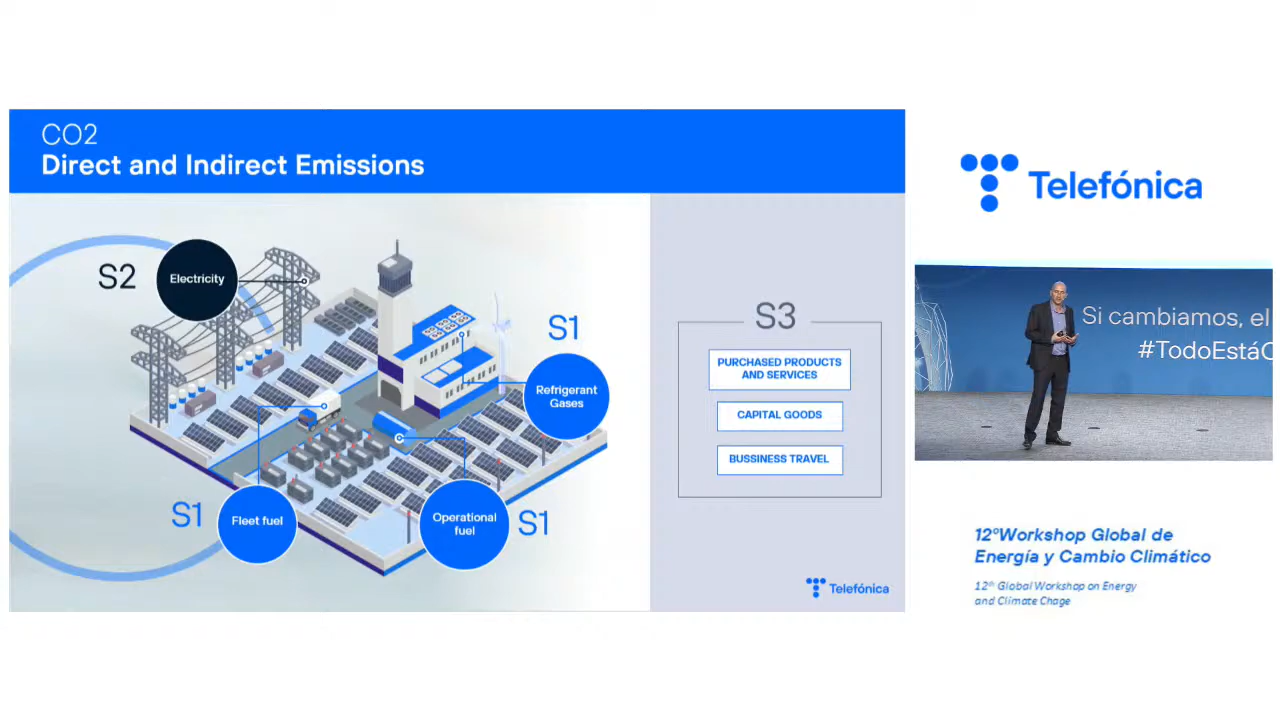 CO2
Direct and Indirect Emissions
S2
Electricity
S1
Refrigerant
Gases
S1
Fleet fuel
Operational
fuel
S1
S3
PURCHASED PRODUCTS
AND SERVICES
CAPITAL GOODS
BUSSINESS TRAVEL
Telefónica
Telefónica
Si cambiamos, el
#TodoEstá
12ºWorkshop Global de
Energía y Cambio Climático
12th Global Workshop on Energy
and Climate Chage